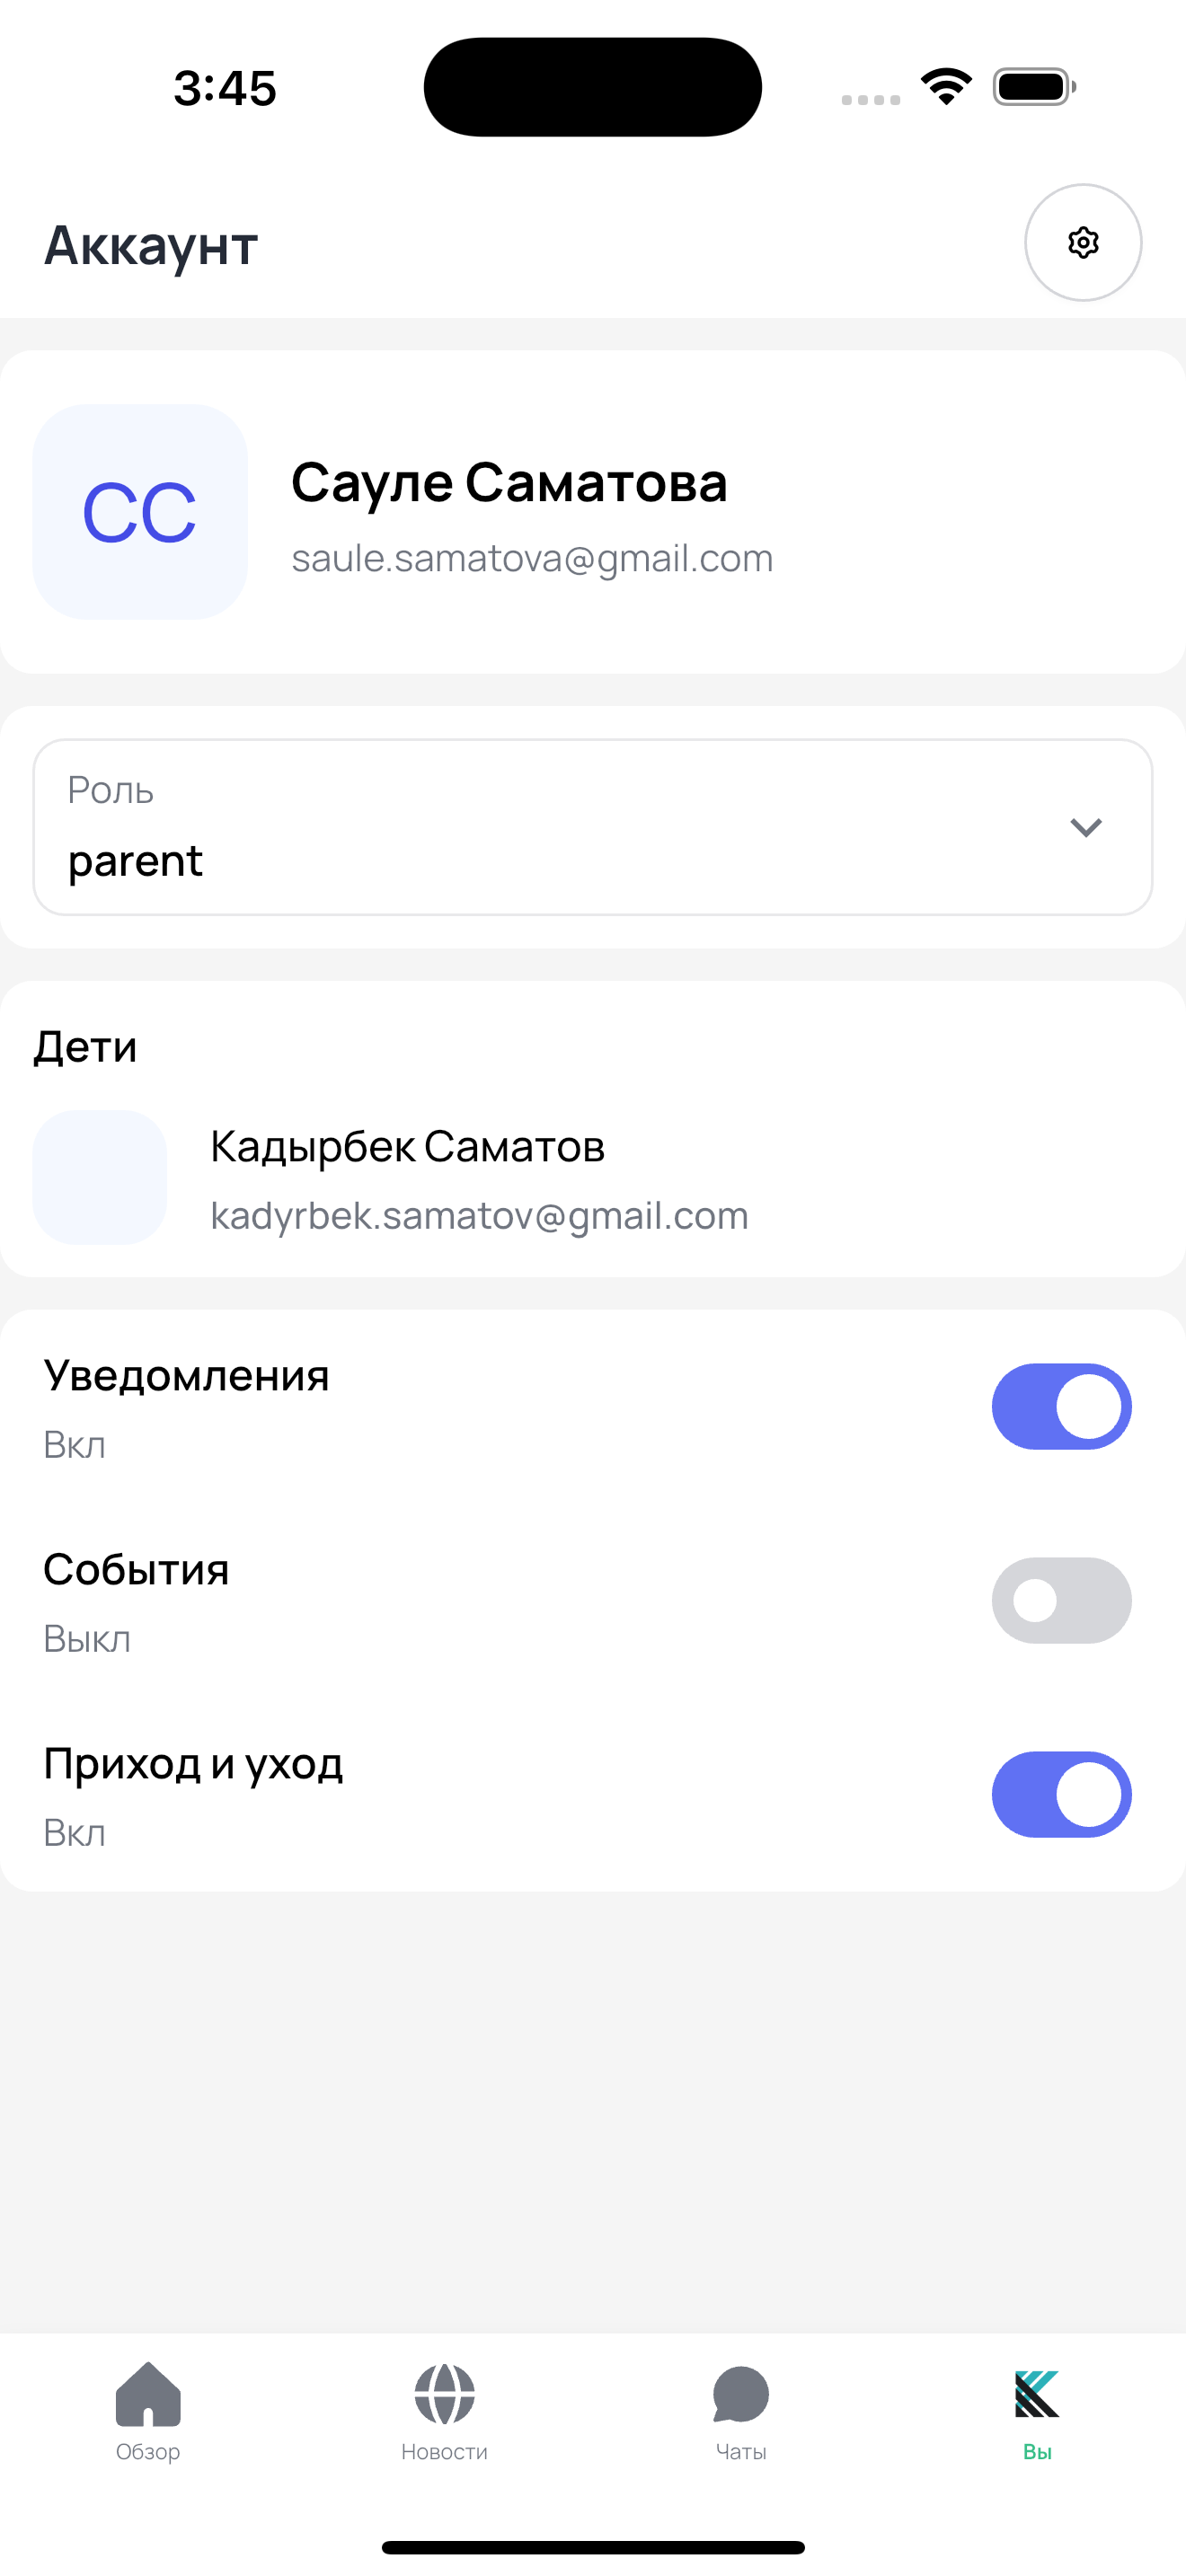 3:45
Аккаунт
СС
Сауле Саматова
saule.samatova@gmail.com
Роль
parent
Дети
Кадырбек Саматов
kadyrbek.samatov@gmail.com
Уведомления
Вкл
События
Выкл
Приход и уход
Вкл
Обзор
Новости
Чаты
Вы